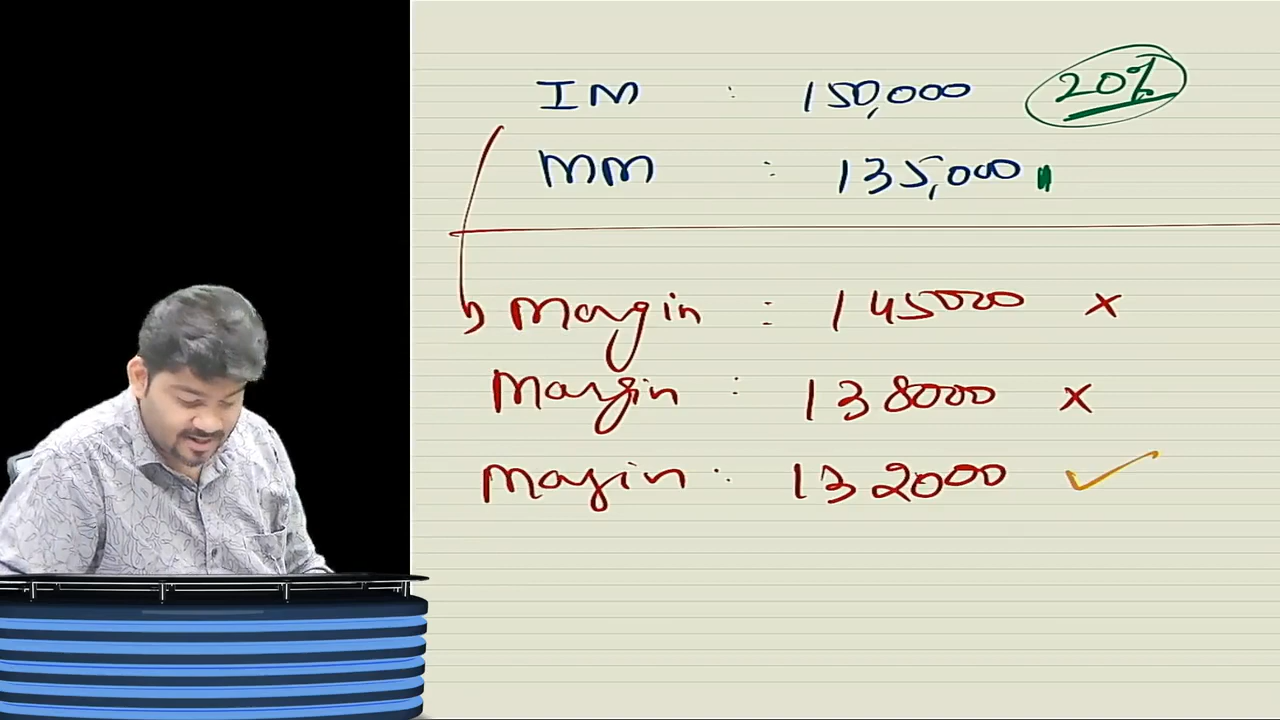 IM : 150,000 20%
MM : 135,000
Margin : 145000 ×
Margin : 138000 ×
Margin : 132000 ✓